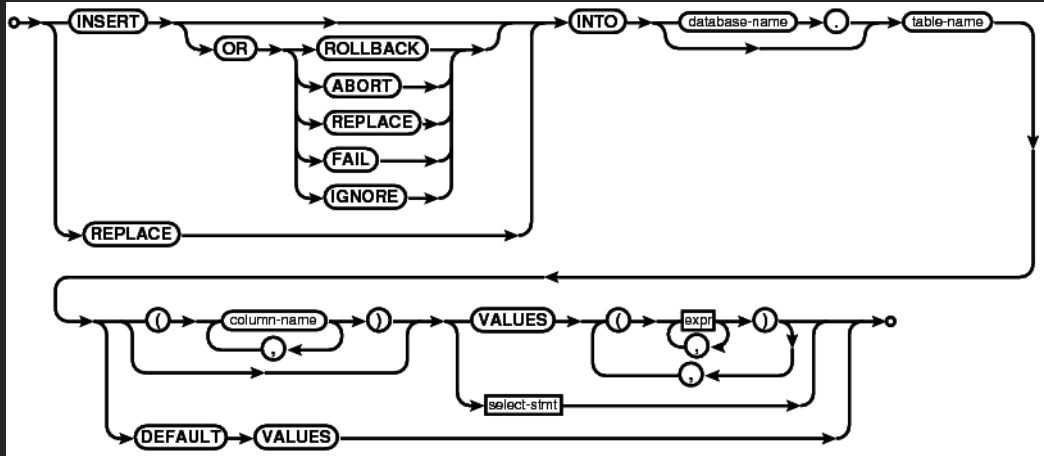 INSERT INTO database-name . table-name
OR ROLLBACK
ABORT
REPLACE
FAIL
IGNORE
REPLACE
( column-name ) VALUES ( expr )
, ,
,
select-stmt
DEFAULT VALUES